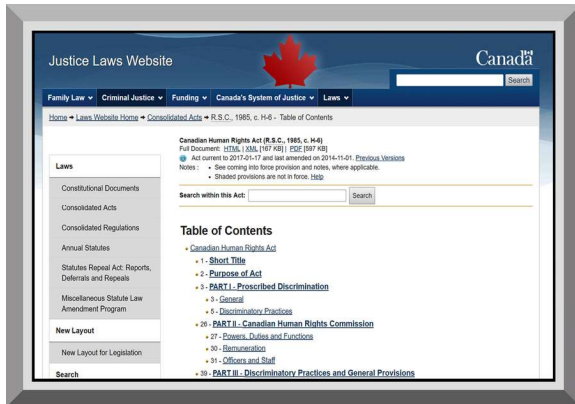 Justice Laws Website
Canada
Search
Family Law Criminal Justice Funding Canada's System of Justice Laws
Home → Laws Website Home → Consolidated Acts → R.S.C., 1985, c. H-6 - Table of Contents
Canadian Human Rights Act (R.S.C., 1985, c. H-6)
Full Document: HTML | XML [167 KB] | PDF [597 KB]
Act current to 2017-01-17 and last amended on 2014-11-01. Previous Versions
Notes : • See coming into force provision and notes, where applicable.
• Shaded provisions are not in force. Help
Search within this Act: Search
Laws
Constitutional Documents
Consolidated Acts
Consolidated Regulations
Annual Statutes
Statutes Repeal Act: Reports,
Deferrals and Repeals
Miscellaneous Statute Law
Amendment Program
New Layout
New Layout for Legislation
Search
Table of Contents
• Canadian Human Rights Act
• 1 - Short Title
• 2 - Purpose of Act
• 3 - PART I - Proscribed Discrimination
• 3 - General
• 5 - Discriminatory Practices
• 26 - PART II - Canadian Human Rights Commission
• 27 - Powers, Duties and Functions
• 30 - Remuneration
• 31 - Officers and Staff
• 39 - PART III - Discriminatory Practices and General Provisions